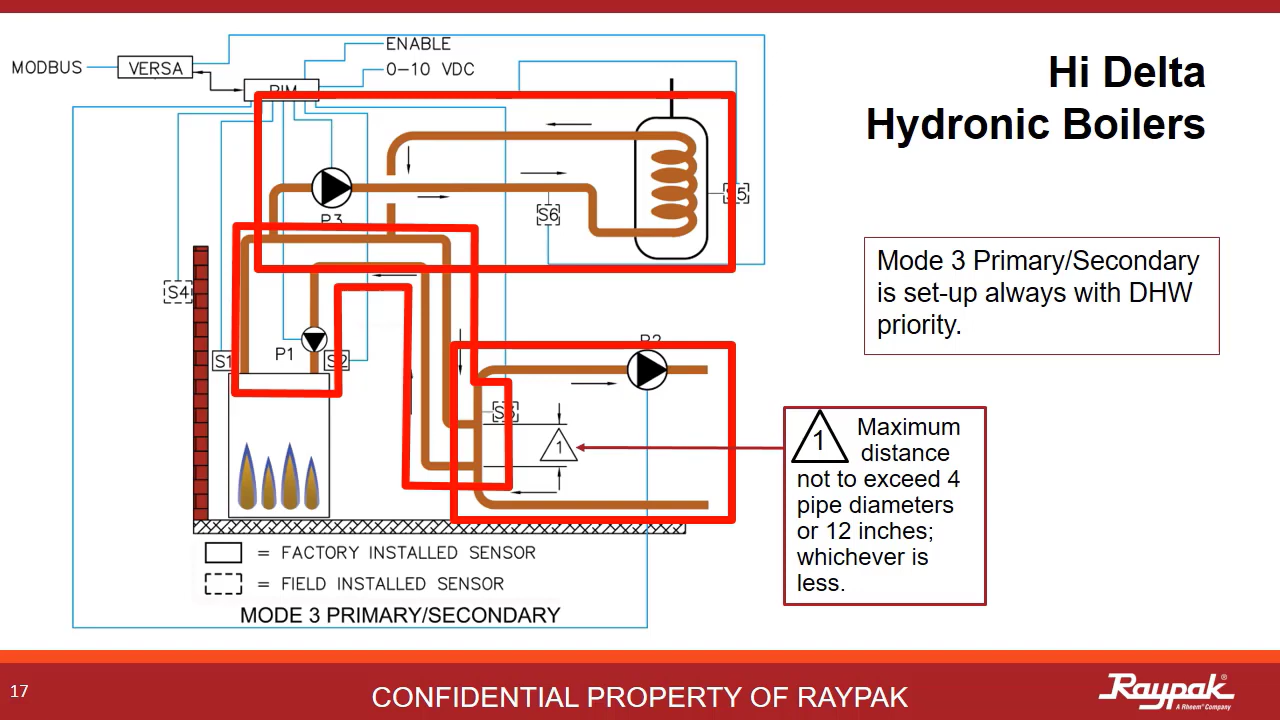 MODBUS
VERSA
ENABLE
0-10 VDC
PIM
Hi Delta
Hydronic Boilers
P3
S6
S5
S4
Mode 3 Primary/Secondary
is set-up always with DHW
priority.
P1
S1
S2
P2
S3
1
1 Maximum
distance
not to exceed 4
pipe diameters
or 12 inches;
whichever is
less.
= FACTORY INSTALLED SENSOR
= FIELD INSTALLED SENSOR
MODE 3 PRIMARY/SECONDARY
17
CONFIDENTIAL PROPERTY OF RAYPAK
Raypak®
A Rheem® Company